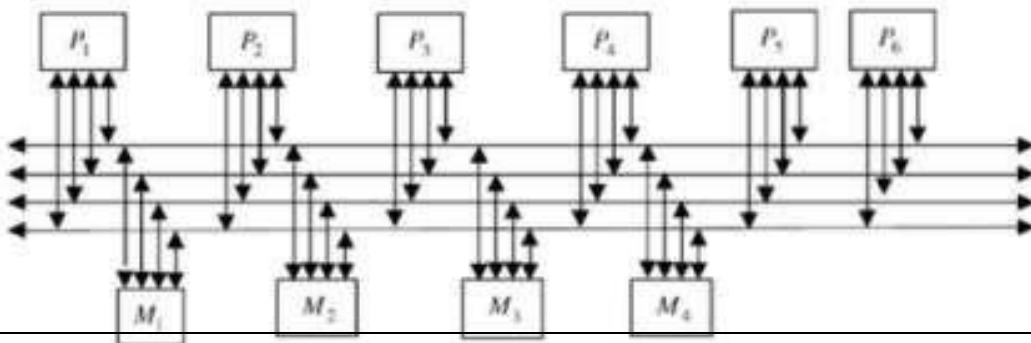 P₁ P₂ P₃ P₄ P₅ P₆
M₁ M₂ M₃ M₄